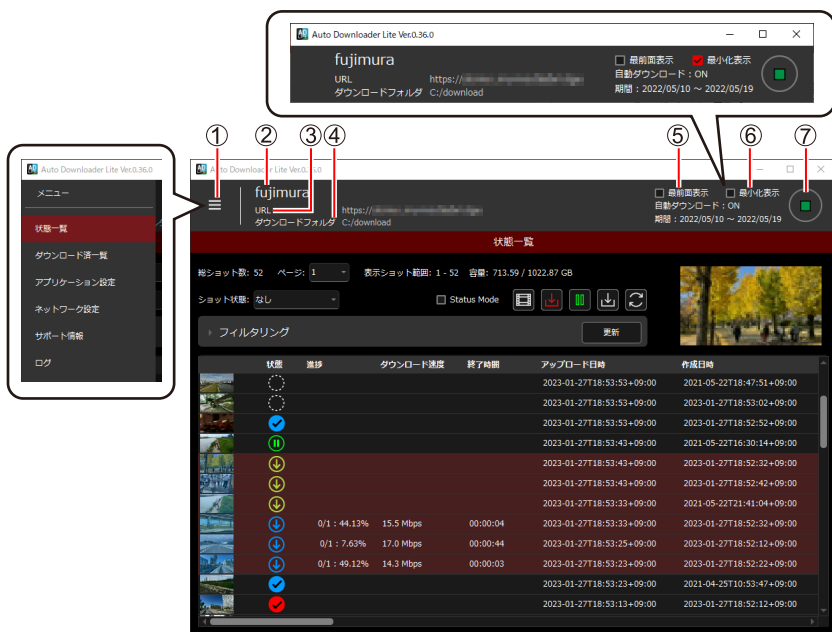 Auto Downloader Lite Ver.0.36.0
fujimura
URL https://
ダウンロードフォルダ C:/download
最前面表示 最小化表示
自動ダウンロード：ON
期間：2022/05/10 ～ 2022/05/19
① ② ③ ④ ⑤ ⑥ ⑦
Auto Downloader Lite Ver.0.36.0
メニュー
状態一覧
ダウンロード済一覧
アプリケーション設定
ネットワーク設定
サポート情報
ログ
Auto Downloader Lite Ver.0.36.0
fujimura
URL https://
ダウンロードフォルダ C:/download
最前面表示 最小化表示
自動ダウンロード：ON
期間：2022/05/10 ～ 2022/05/19
状態一覧
総ショット数: 52 ページ: 1 表示ショット範囲: 1 - 52 容量: 713.59 / 1022.87 GB
ショット状態: なし Status Mode
フィルタリング 更新
状態 進捗 ダウンロード速度 終了時間 アップロード日時 作成日時
2023-01-27T18:53:53+09:00 2021-05-22T18:47:51+09:00
2023-01-27T18:53:53+09:00 2023-01-27T18:53:02+09:00
2023-01-27T18:53:53+09:00 2023-01-27T18:52:52+09:00
2023-01-27T18:53:43+09:00 2021-05-22T16:30:14+09:00
2023-01-27T18:53:43+09:00 2023-01-27T18:52:32+09:00
2023-01-27T18:53:43+09:00 2023-01-27T18:52:42+09:00
2023-01-27T18:53:33+09:00 2021-05-22T21:41:04+09:00
0/1 : 44.13% 15.5 Mbps 00:00:04 2023-01-27T18:53:33+09:00 2023-01-27T18:52:32+09:00
0/1 : 7.63% 17.0 Mbps 00:00:44 2023-01-27T18:53:25+09:00 2023-01-27T18:52:12+09:00
0/1 : 49.12% 14.3 Mbps 00:00:03 2023-01-27T18:53:23+09:00 2023-01-27T18:52:22+09:00
2023-01-27T18:53:23+09:00 2021-04-25T10:53:47+09:00
2023-01-27T18:53:13+09:00 2023-01-27T18:52:12+09:00